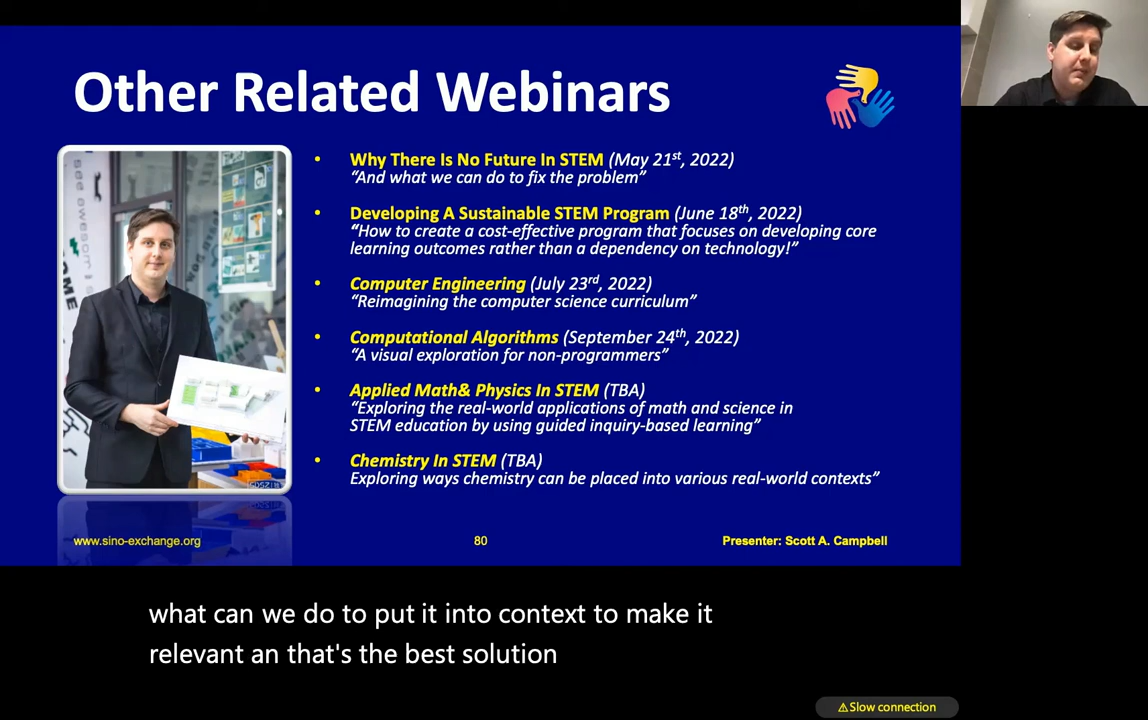 Other Related Webinars
• Why There Is No Future In STEM (May 21st, 2022)
“And what we can do to fix the problem”
• Developing A Sustainable STEM Program (June 18th, 2022)
“How to create a cost-effective program that focuses on developing core
learning outcomes rather than a dependency on technology!”
• Computer Engineering (July 23rd, 2022)
“Reimagining the computer science curriculum”
• Computational Algorithms (September 24th, 2022)
“A visual exploration for non-programmers”
• Applied Math& Physics In STEM (TBA)
“Exploring the real-world applications of math and science in
STEM education by using guided inquiry-based learning”
• Chemistry In STEM (TBA)
Exploring ways chemistry can be placed into various real-world contexts”
www.sino-exchange.org
80
Presenter: Scott A. Campbell
what can we do to put it into context to make it
relevant an that's the best solution
⚠Slow connection